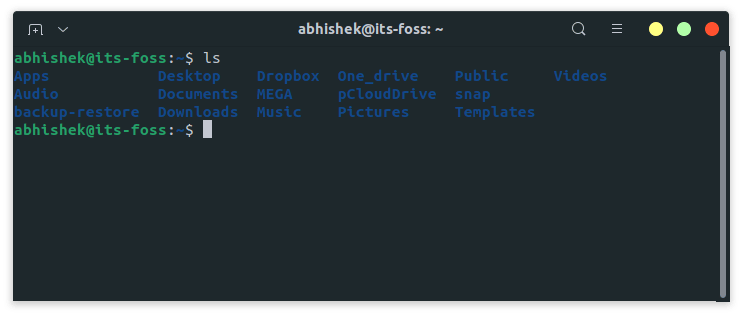 abhishek@its-foss: ~
abhishek@its-foss:~$ ls
Apps Desktop Dropbox One_drive Public Videos
Audio Documents MEGA pCloudDrive snap
backup-restore Downloads Music Pictures Templates
abhishek@its-foss:~$